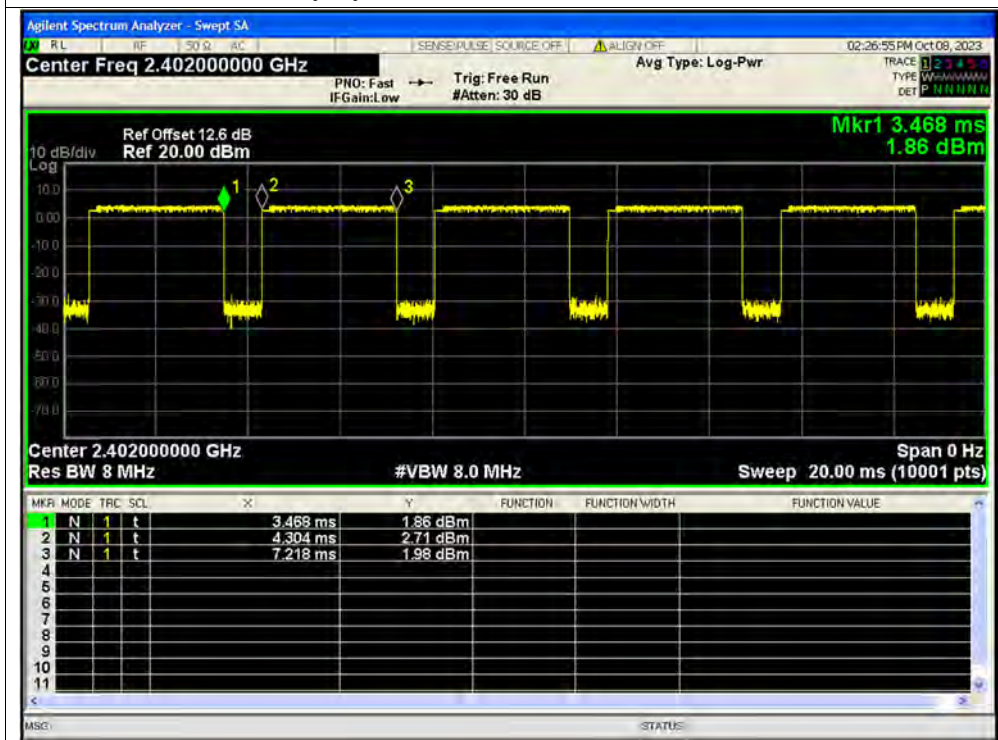 Agilent Spectrum Analyzer - Swept SA
RL RF 50 Ω AC SENSE:PULSE SOURCE OFF ALIGN OFF 02:26:55 PM Oct 08, 2023
Center Freq 2.402000000 GHz
PNO: Fast
IFGain:Low
Trig: Free Run
#Atten: 30 dB
Avg Type: Log-Pwr
TRACE 1 2 3 4 5 6
TYPE W
DET P N N N N N
Mkr1 3.468 ms
1.86 dBm
10 dB/div
Log
Ref Offset 12.6 dB
Ref 20.00 dBm
1
2
3
10.0
0.00
-10.0
-20.0
-30.0
-40.0
-50.0
-60.0
-70.0
Center 2.402000000 GHz Span 0 Hz
Res BW 8 MHz #VBW 8.0 MHz Sweep 20.00 ms (10001 pts)
MKR MODE TRC SCL X Y FUNCTION FUNCTION WIDTH FUNCTION VALUE
1 N 1 t 3.468 ms 1.86 dBm
2 N 1 t 4.304 ms 2.71 dBm
3 N 1 t 7.218 ms 1.98 dBm
4
5
6
7
8
9
10
11
MSG STATUS